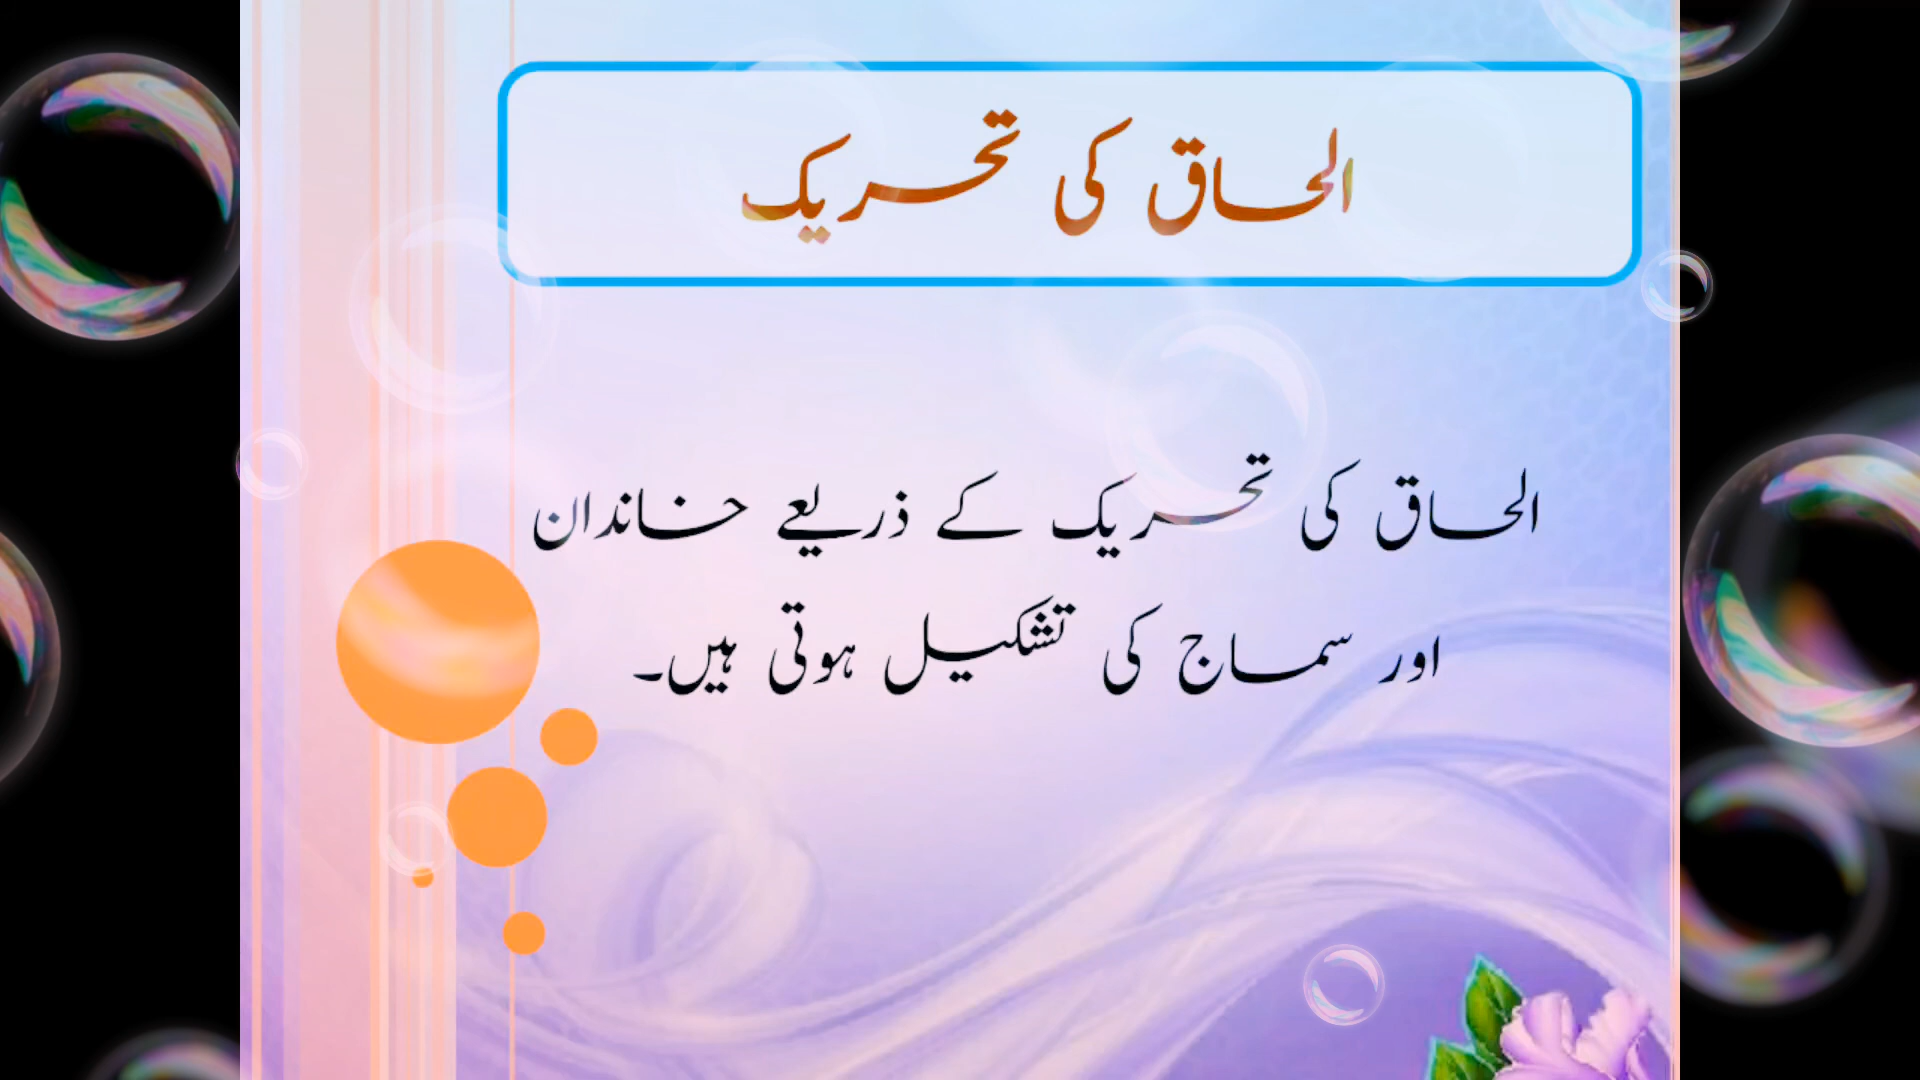 الحاق کی تحریک
الحاق کی تحریک کے ذریعے خاندان
اور سماج کی تشکیل ہوتی ہیں۔